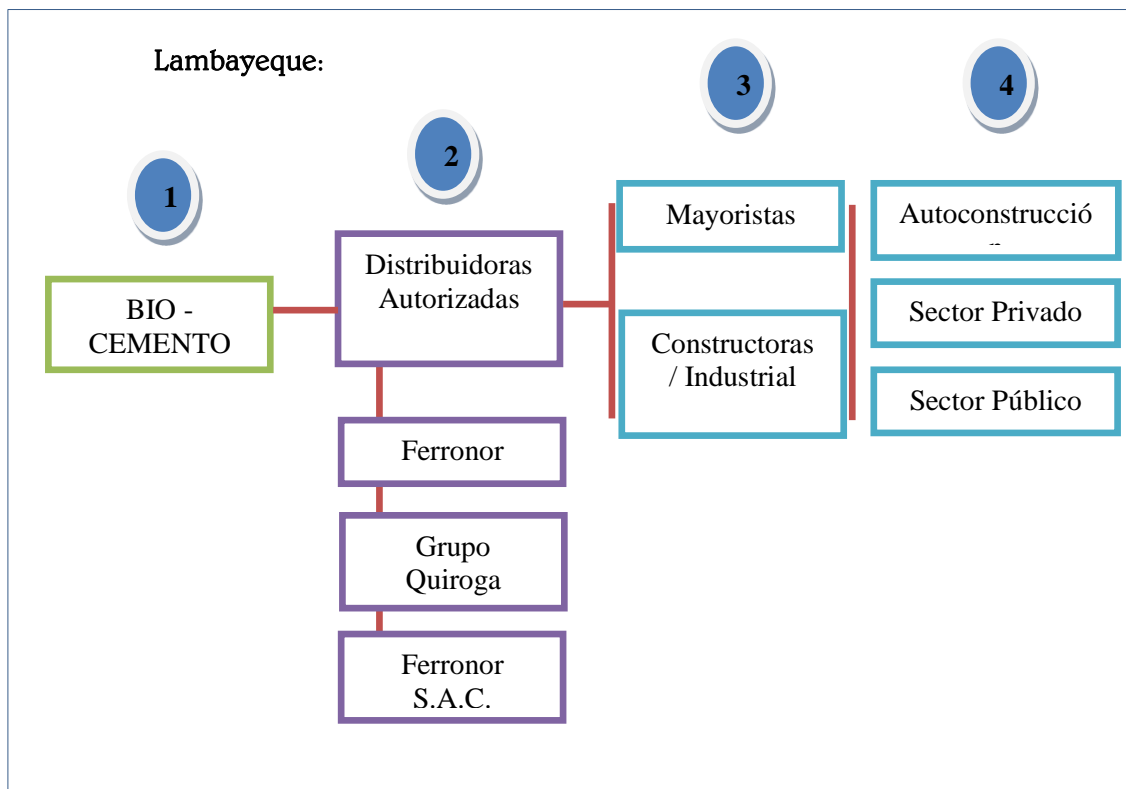 Lambayeque:
1
2
3
4
BIO -
CEMENTO
Distribuidoras
Autorizadas
Ferronor
Grupo
Quiroga
Ferronor
S.A.C.
Mayoristas
Constructoras
/ Industrial
Autoconstrucció
n
Sector Privado
Sector Público